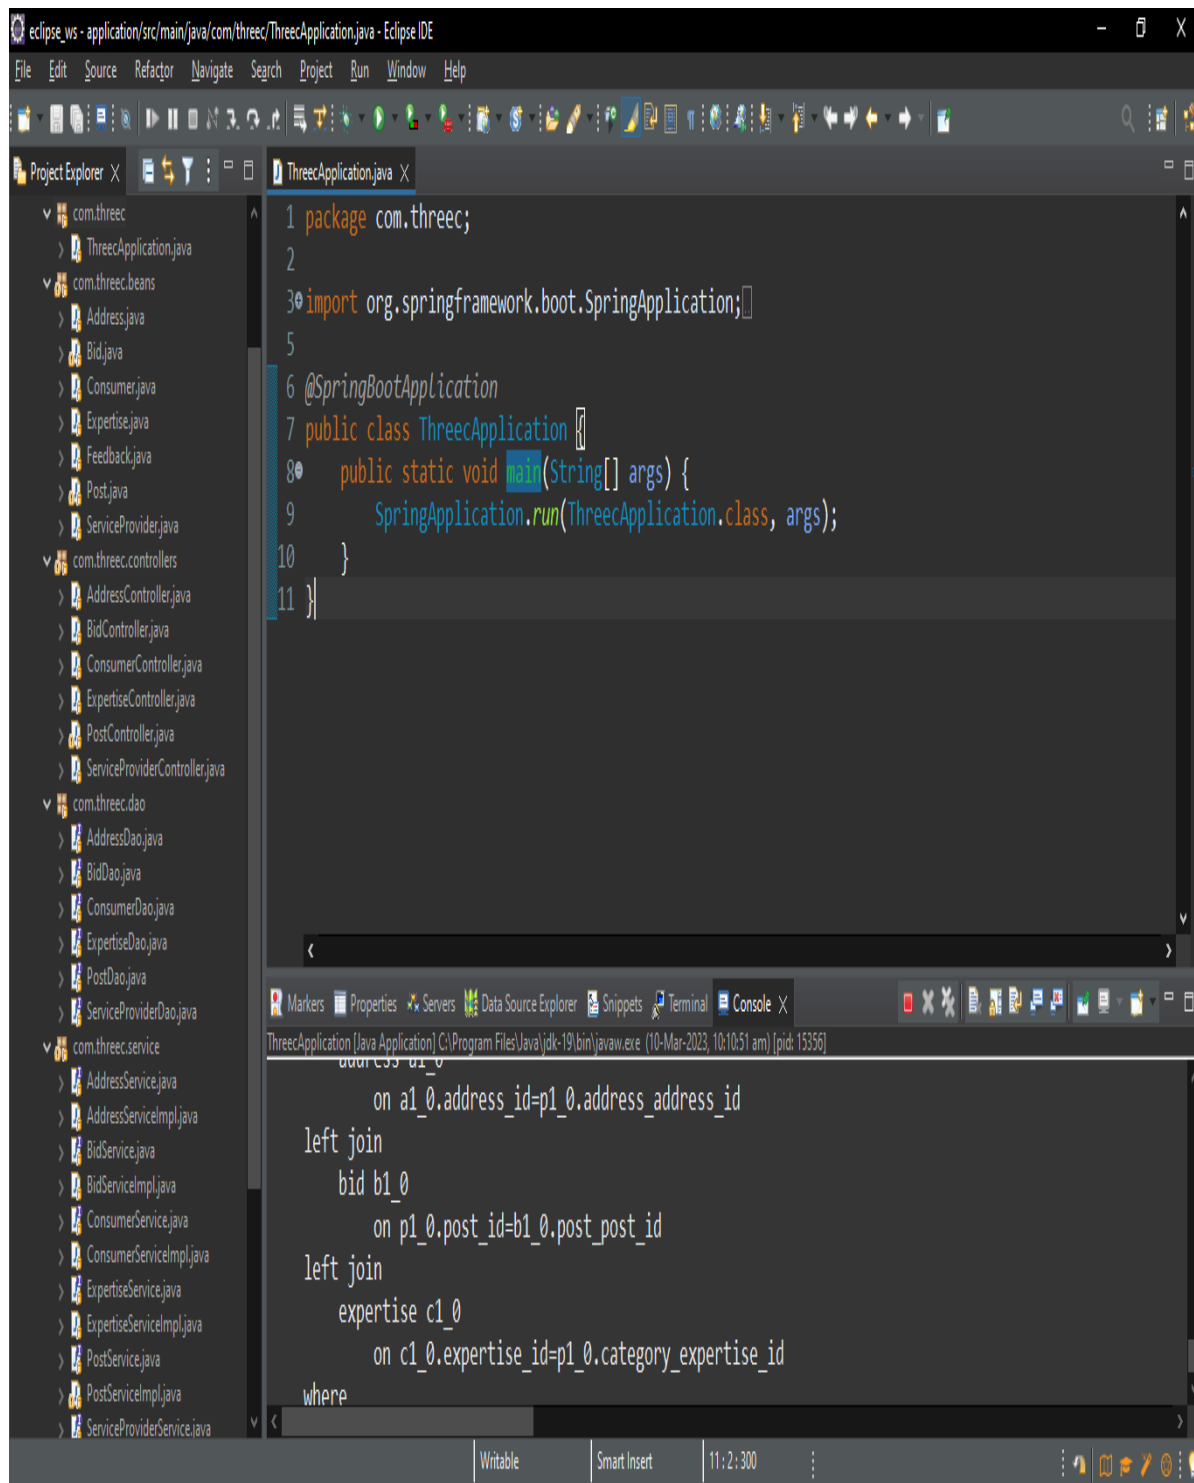 eclipse_ws - application/src/main/java/com/threec/ThreecApplication.java - Eclipse IDE
File Edit Source Refactor Navigate Search Project Run Window Help
Project Explorer
com.threec
ThreecApplication.java
com.threec.beans
Address.java
Bid.java
Consumer.java
Expertise.java
Feedback.java
Post.java
ServiceProvider.java
com.threec.controllers
AddressController.java
BidController.java
ConsumerController.java
ExpertiseController.java
PostController.java
ServiceProviderController.java
com.threec.dao
AddressDao.java
BidDao.java
ConsumerDao.java
ExpertiseDao.java
PostDao.java
ServiceProviderDao.java
com.threec.service
AddressService.java
AddressServiceImpl.java
BidService.java
BidServiceImpl.java
ConsumerService.java
ConsumerServiceImpl.java
ExpertiseService.java
ExpertiseServiceImpl.java
PostService.java
PostServiceImpl.java
ServiceProviderService.java
ThreecApplication.java
1 package com.threec;
2
3 import org.springframework.boot.SpringApplication;
5
6 @SpringBootApplication
7 public class ThreecApplication {
8 public static void main(String[] args) {
9 SpringApplication.run(ThreecApplication.class, args);
10 }
11 }
Markers Properties Servers Data Source Explorer Snippets Terminal Console
ThreecApplication [Java Application] C:\Program Files\Java\jdk-19\bin\javaw.exe (10-Mar-2023, 10:10:51 am) [pid: 15356]
address a1_0
on a1_0.address_id=p1_0.address_address_id
left join
bid b1_0
on p1_0.post_id=b1_0.post_post_id
left join
expertise c1_0
on c1_0.expertise_id=p1_0.category_expertise_id
where
Writable Smart Insert 11 : 2 : 300